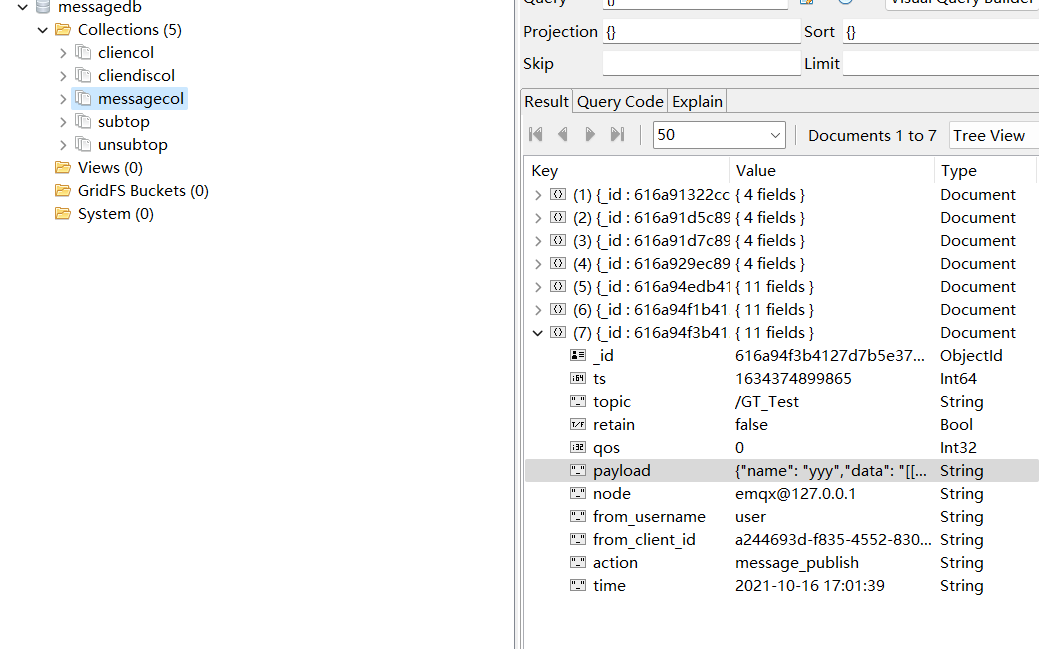 messagedb
Collections (5)
cliencol
cliendiscol
messagecol
subtop
unsubtop
Views (0)
GridFS Buckets (0)
System (0)
Query {} Visual Query Builder
Projection {} Sort {}
Skip Limit
Result Query Code Explain
50 Documents 1 to 7 Tree View
Key Value Type
(1) {_id : 616a91322cc { 4 fields } Document
(2) {_id : 616a91d5c89 { 4 fields } Document
(3) {_id : 616a91d7c89 { 4 fields } Document
(4) {_id : 616a929ec89 { 4 fields } Document
(5) {_id : 616a94edb41 { 11 fields } Document
(6) {_id : 616a94f1b41 { 11 fields } Document
(7) {_id : 616a94f3b41 { 11 fields } Document
_id 616a94f3b4127d7b5e37... ObjectId
i64 ts 1634374899865 Int64
"_" topic /GT_Test String
T/F retain false Bool
i32 qos 0 Int32
"_" payload {"name": "yyy","data": "[[... String
"_" node emqx@127.0.0.1 String
"_" from_username user String
"_" from_client_id a244693d-f835-4552-830... String
"_" action message_publish String
"_" time 2021-10-16 17:01:39 String